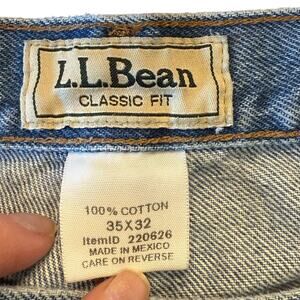 L.L.Bean
CLASSIC FIT
100% COTTON
35X32
ItemID 220626
MADE IN MEXICO
CARE ON REVERSE